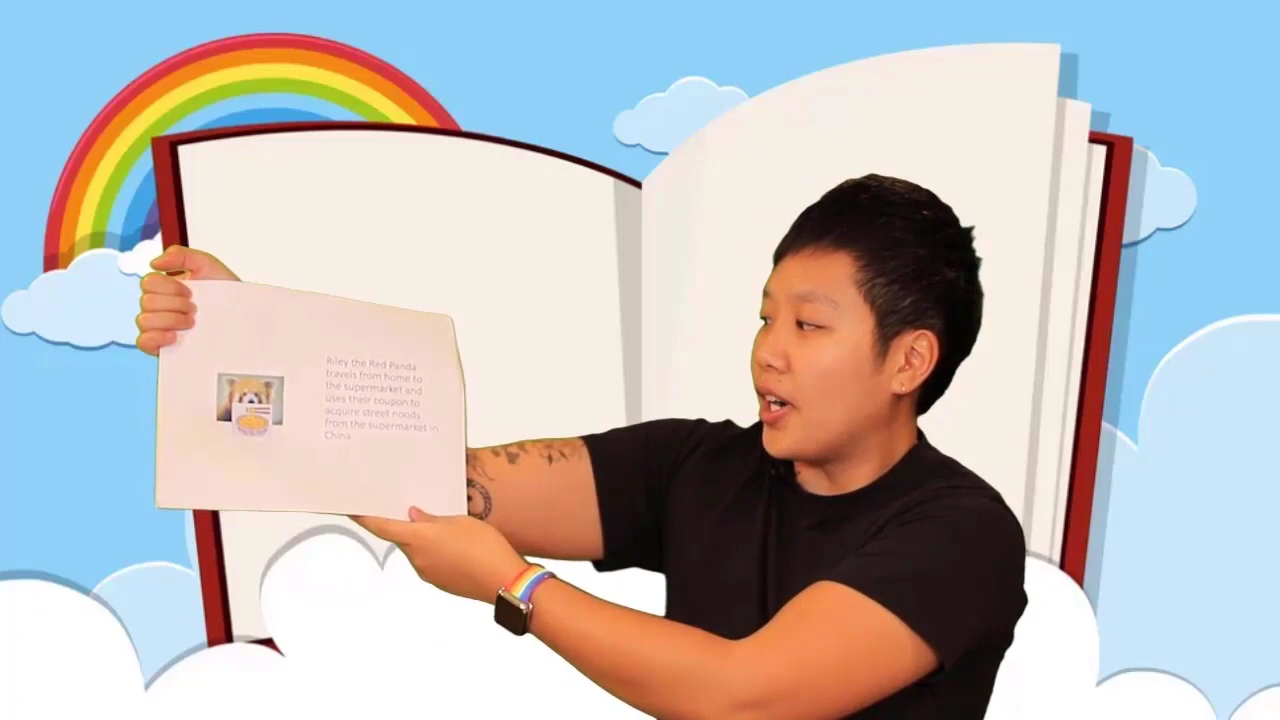 Riley the Red Panda
travels from home to
the supermarket and
uses their coupon to
acquire street noods
from the supermarket in
China